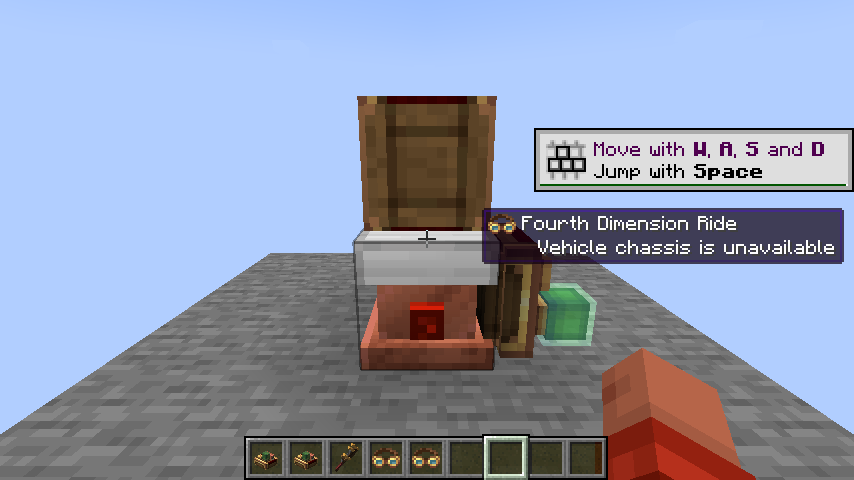 Move with W, A, S and D
Jump with Space
Fourth Dimension Ride
Vehicle chassis is unavailable